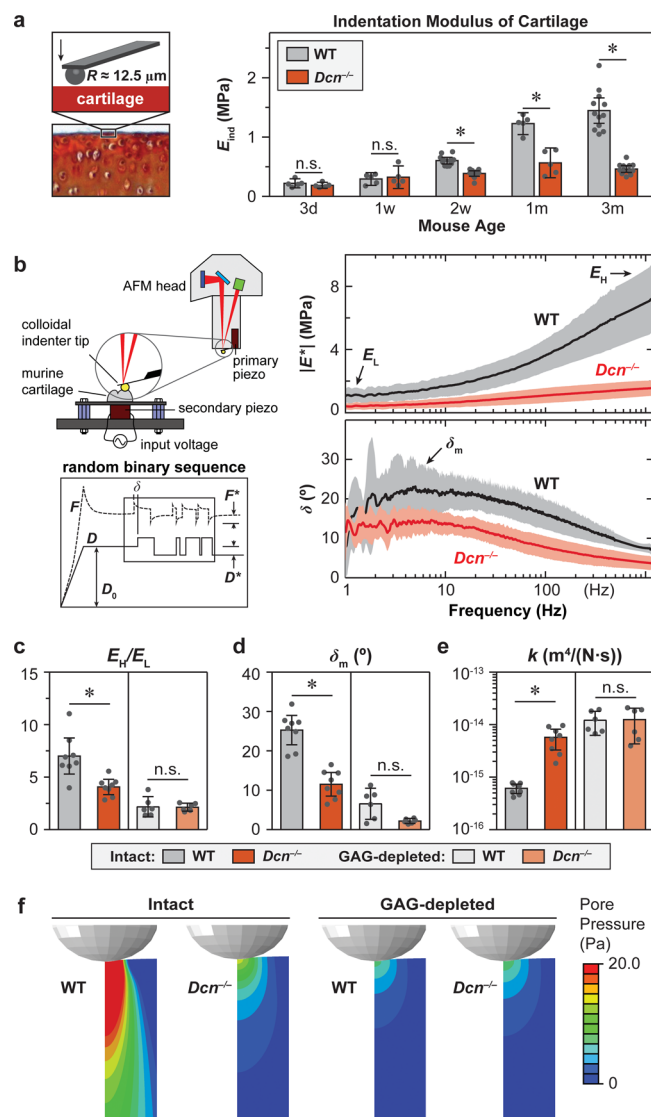 a
R ≈ 12.5 μm
cartilage
Indentation Modulus of Cartilage
WT
Dcn⁻/⁻
E_ind (MPa)
2
1
0
n.s.
n.s.
*
*
*
3d 1w 2w 1m 3m
Mouse Age
b
AFM head
colloidal
indenter tip
murine
cartilage
primary
piezo
secondary piezo
input voltage
random binary sequence
δ
F
F*
D
D₀
D*
|E*| (MPa)
8
4
0
E_H
WT
E_L
Dcn⁻/⁻
δ (º)
30
20
10
0
δ_m
WT
Dcn⁻/⁻
1 10 100 (Hz)
Frequency (Hz)
c
E_H/E_L
15
10
5
0
*
n.s.
d
δ_m (º)
40
30
20
10
0
*
n.s.
e
k (m⁴/(N·s))
10⁻¹³
10⁻¹⁴
10⁻¹⁵
10⁻¹⁶
*
n.s.
Intact: WT Dcn⁻/⁻ GAG-depleted: WT Dcn⁻/⁻
f
Intact
GAG-depleted
WT
Dcn⁻/⁻
WT
Dcn⁻/⁻
Pore
Pressure
(Pa)
20.0
0